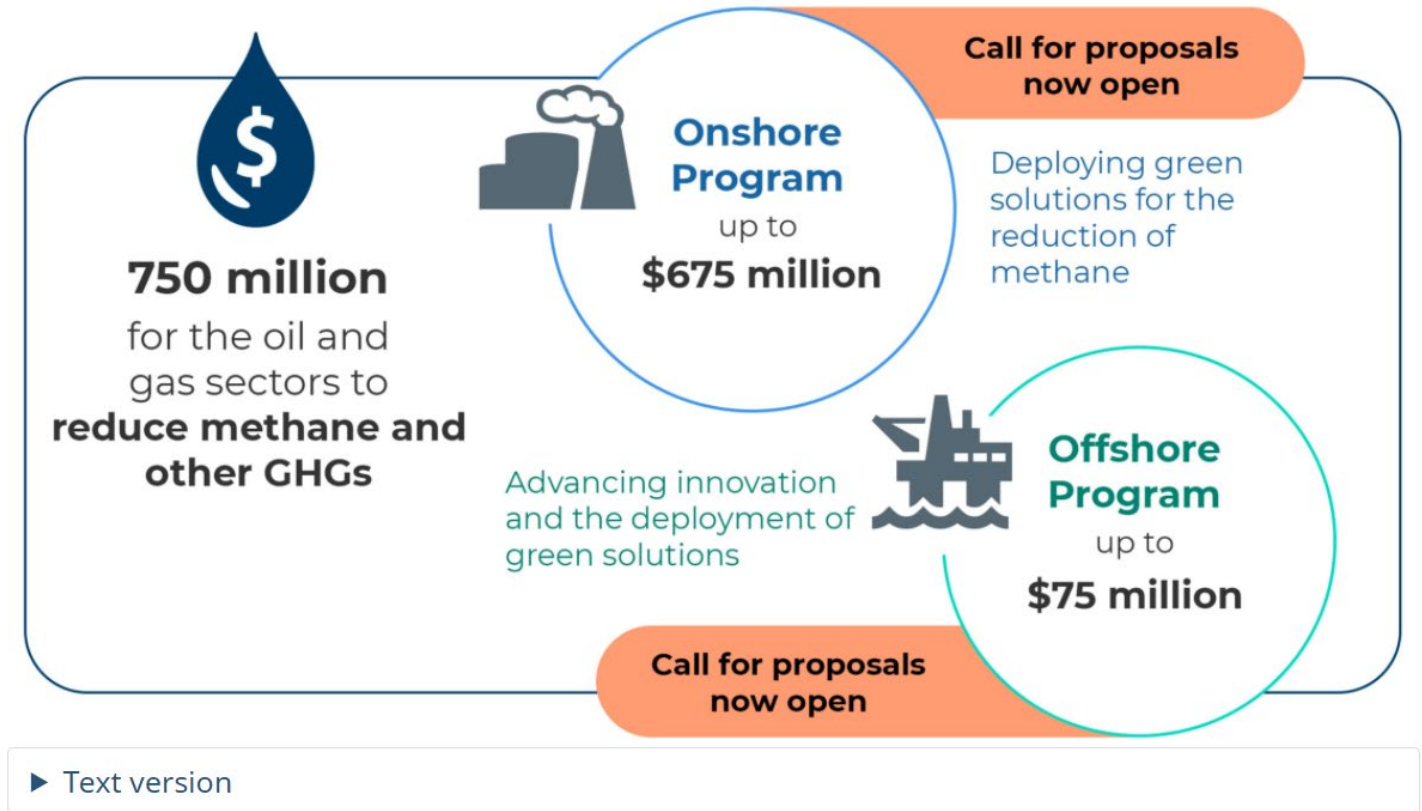 $
750 million
for the oil and
gas sectors to
reduce methane and
other GHGs
Call for proposals
now open
Onshore
Program
up to
$675 million
Deploying green
solutions for the
reduction of
methane
Advancing innovation
and the deployment of
green solutions
Offshore
Program
up to
$75 million
Call for proposals
now open
Text version